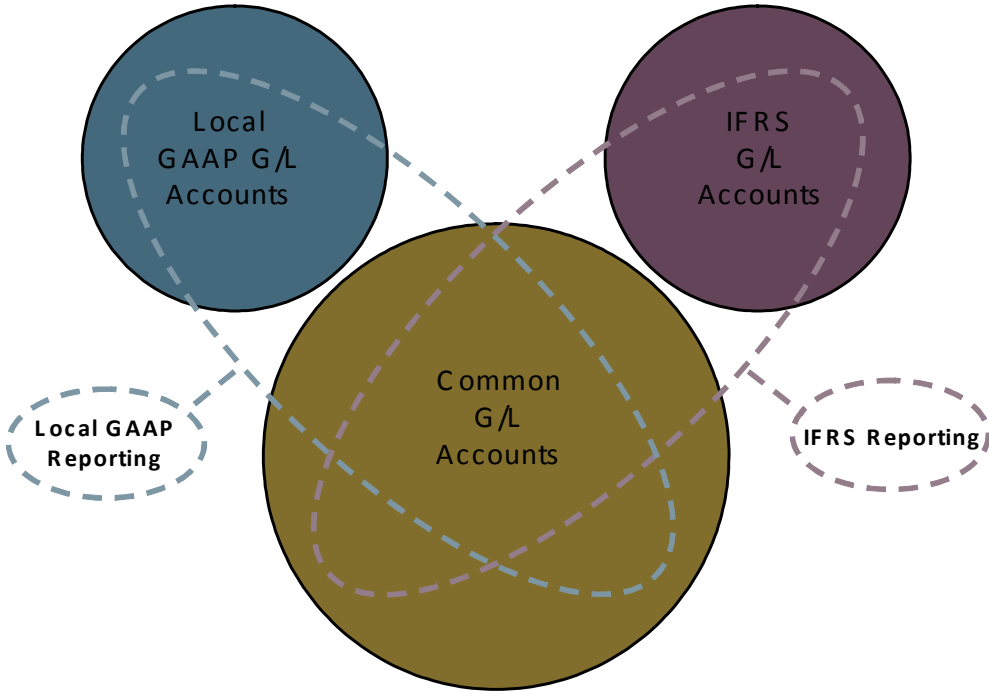 Local
GAAP G/L
Accounts
IFRS
G/L
Accounts
Common
G/L
Accounts
Local GAAP
Reporting
IFRS Reporting